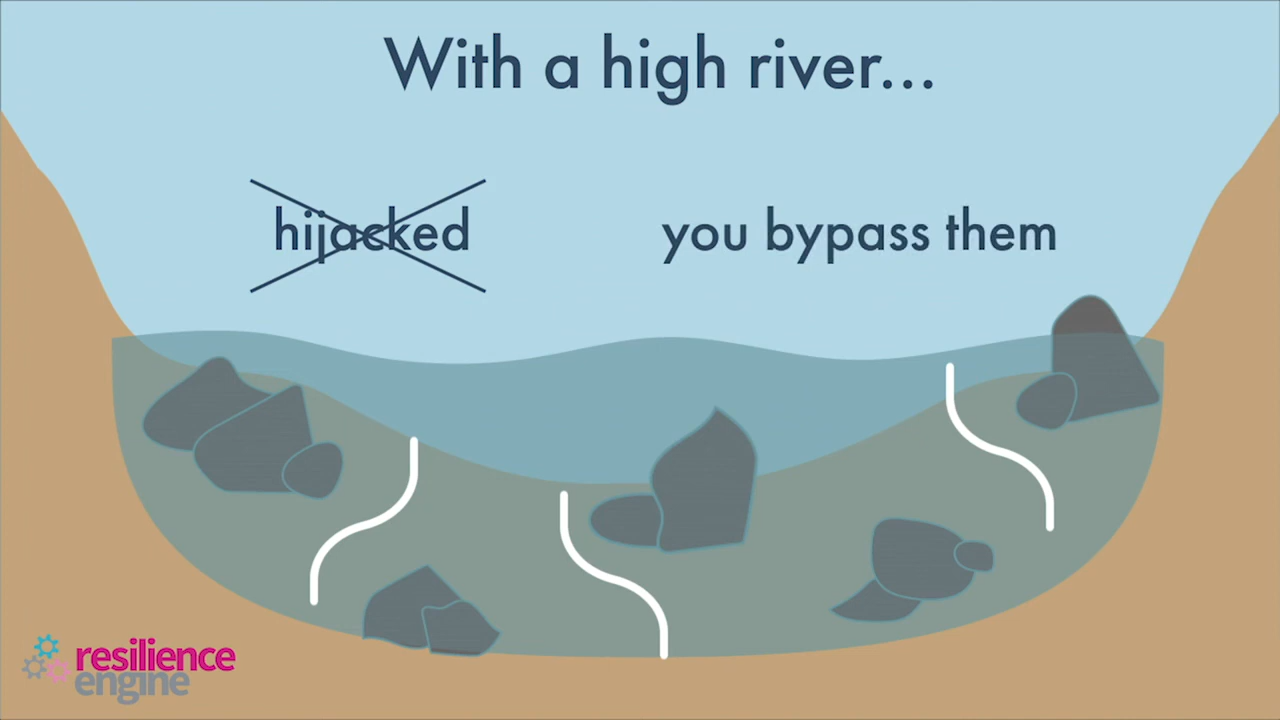 With a high river...
hijacked
you bypass them
resilience
engine